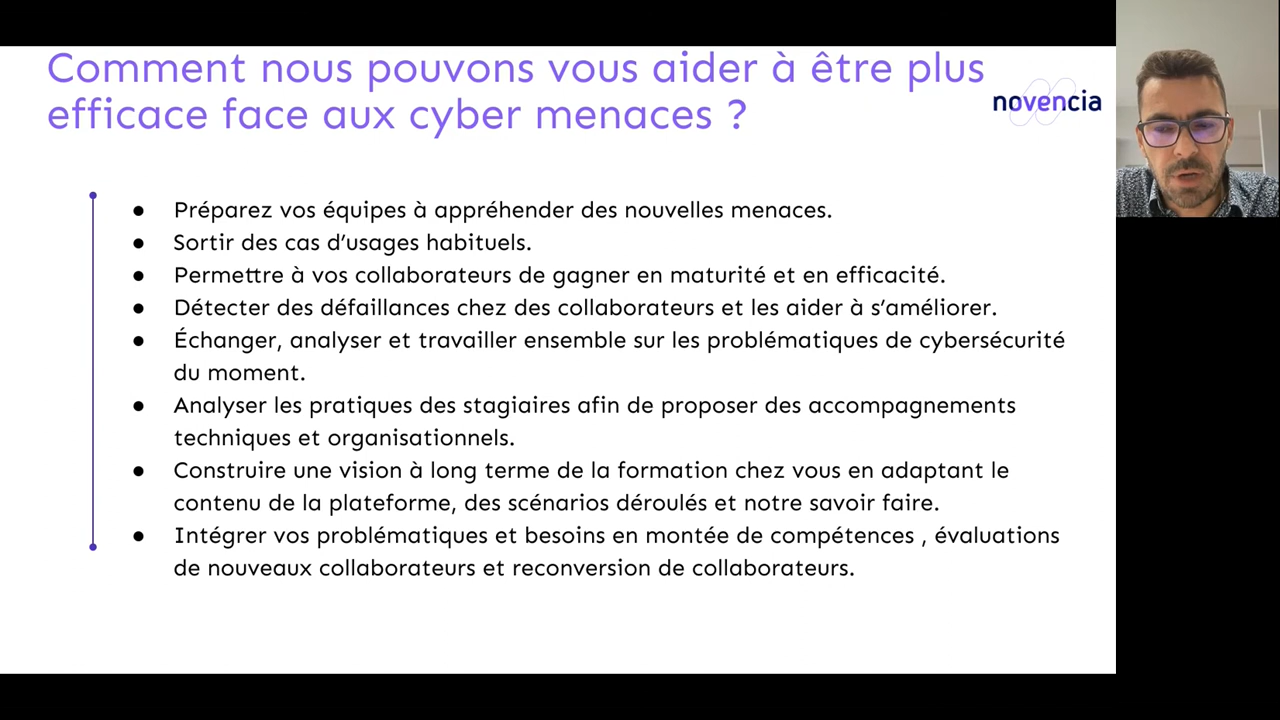 Comment nous pouvons vous aider à être plus
efficace face aux cyber menaces ?
novencia
● Préparez vos équipes à appréhender des nouvelles menaces.
● Sortir des cas d’usages habituels.
● Permettre à vos collaborateurs de gagner en maturité et en efficacité.
● Détecter des défaillances chez des collaborateurs et les aider à s’améliorer.
● Échanger, analyser et travailler ensemble sur les problématiques de cybersécurité
du moment.
● Analyser les pratiques des stagiaires afin de proposer des accompagnements
techniques et organisationnels.
● Construire une vision à long terme de la formation chez vous en adaptant le
contenu de la plateforme, des scénarios déroulés et notre savoir faire.
● Intégrer vos problématiques et besoins en montée de compétences , évaluations
de nouveaux collaborateurs et reconversion de collaborateurs.